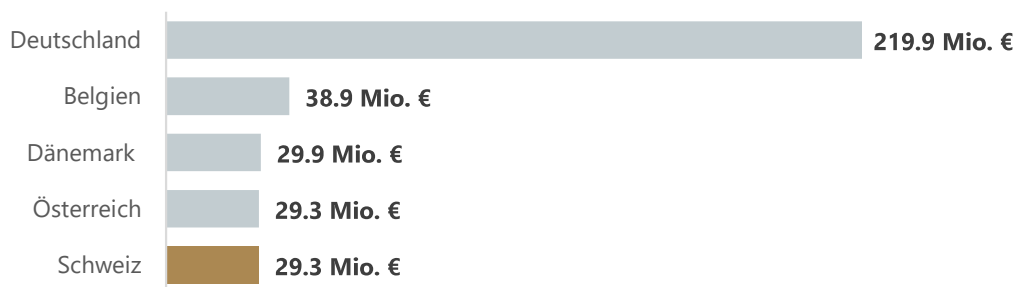 Deutschland 219.9 Mio. €
Belgien 38.9 Mio. €
Dänemark 29.9 Mio. €
Österreich 29.3 Mio. €
Schweiz 29.3 Mio. €